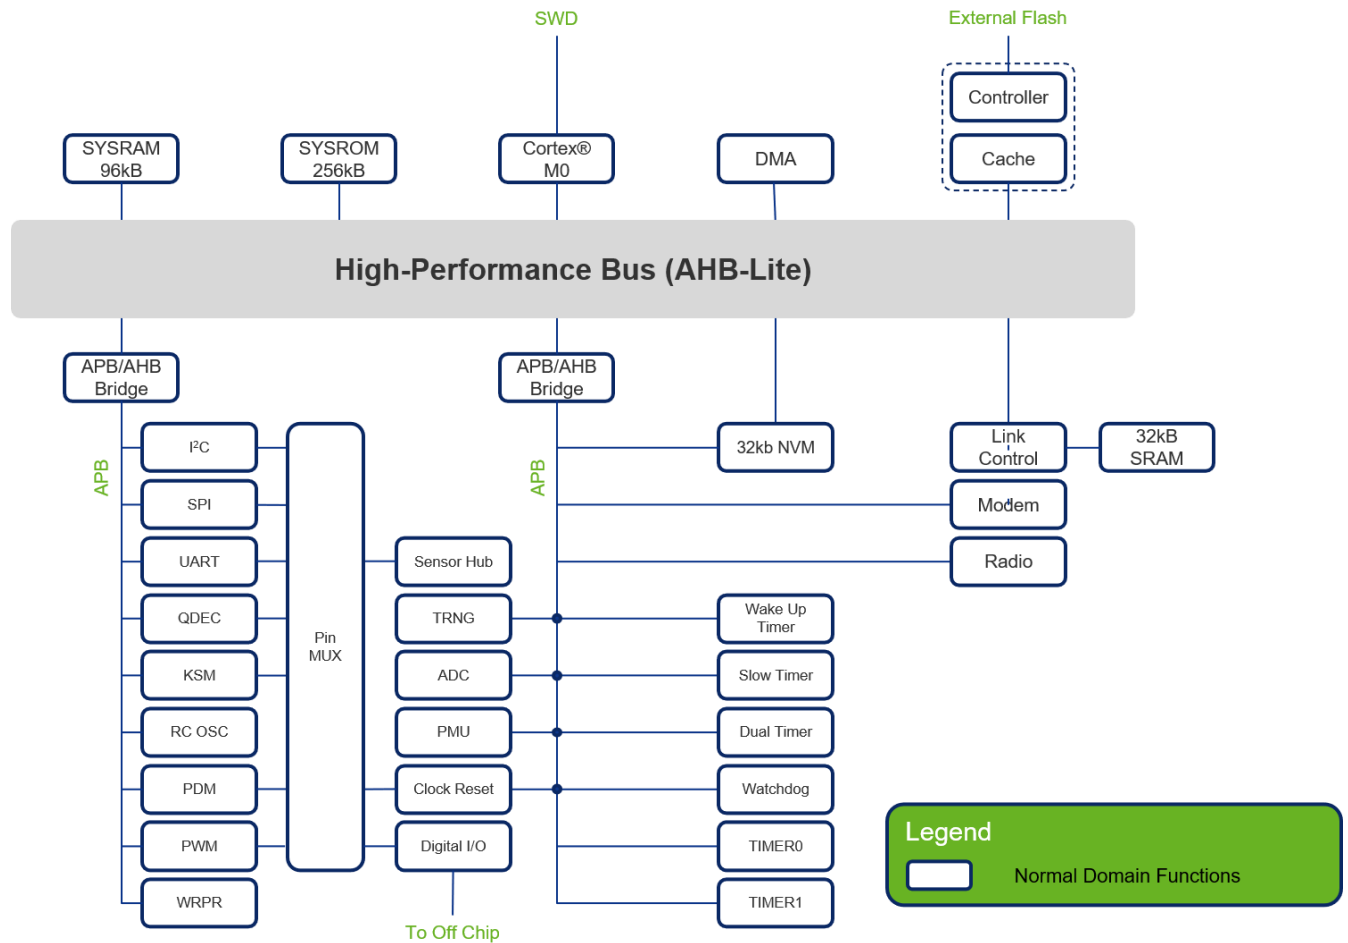 SWD
External Flash
Controller
SYSRAM
96kB
SYSROM
256kB
Cortex®
M0
DMA
Cache
High-Performance Bus (AHB-Lite)
APB/AHB
Bridge
APB/AHB
Bridge
I²C
32kb NVM
Link
Control
32kB
SRAM
APB
APB
SPI
Modem
UART
Sensor Hub
Radio
QDEC
TRNG
Wake Up
Timer
Pin
MUX
KSM
ADC
Slow Timer
RC OSC
PMU
Dual Timer
PDM
Clock Reset
Watchdog
PWM
Digital I/O
TIMER0
WRPR
TIMER1
To Off Chip
Legend
Normal Domain Functions